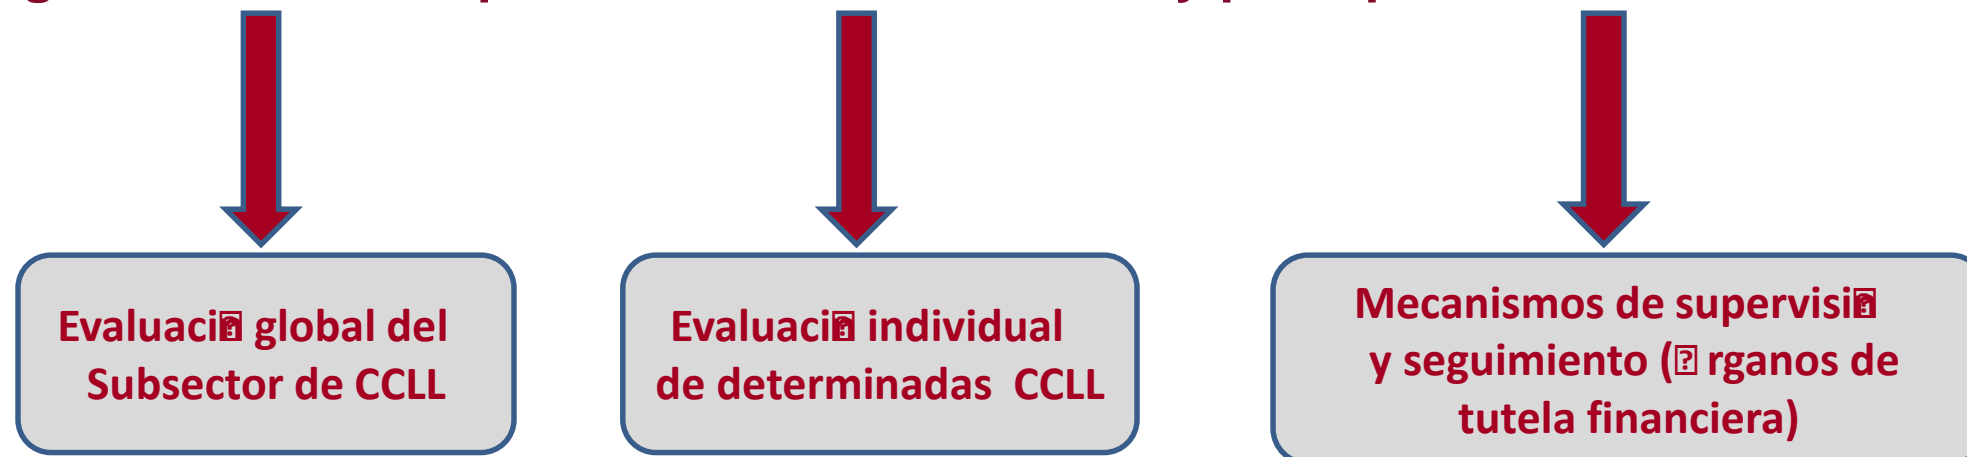 Evaluaci⍰ global del
Subsector de CCLL
Evaluaci⍰ individual
de determinadas CCLL
Mecanismos de supervisi⍰
y seguimiento (⍰ rganos de
tutela financiera)